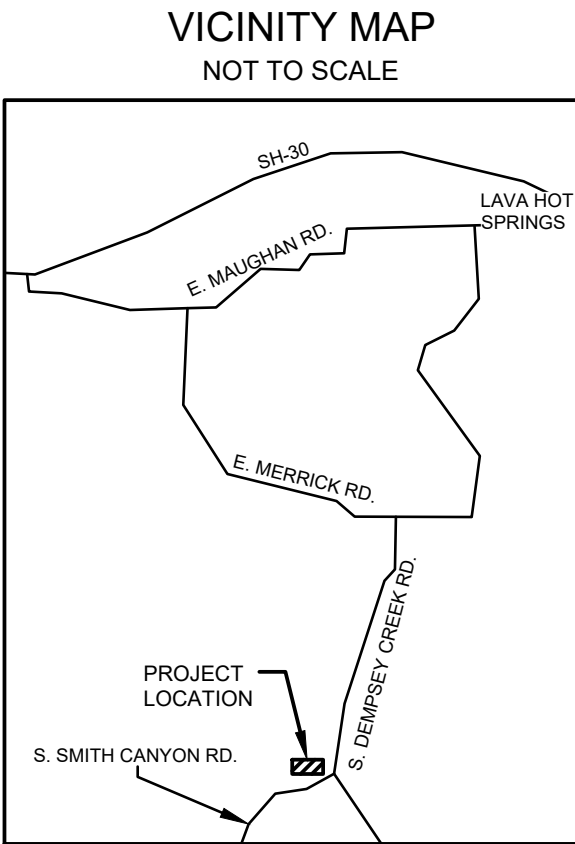 VICINITY MAP
NOT TO SCALE
SH-30
LAVA HOT
SPRINGS
E. MAUGHAN RD.
E. MERRICK RD.
S. DEMPSEY CREEK RD.
PROJECT
LOCATION
S. SMITH CANYON RD.